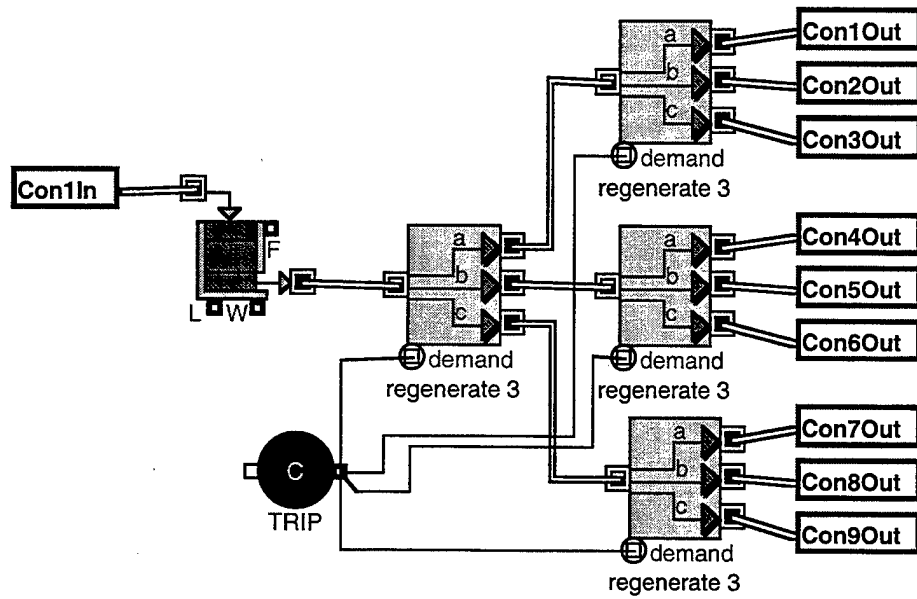 Con1Out
a
b
Con2Out
c
Con3Out
demand
regenerate 3
Con1In
F
L W
a
b
c
demand
regenerate 3
a
Con4Out
b
Con5Out
c
Con6Out
demand
regenerate 3
C
TRIP
a
Con7Out
b
Con8Out
c
Con9Out
demand
regenerate 3